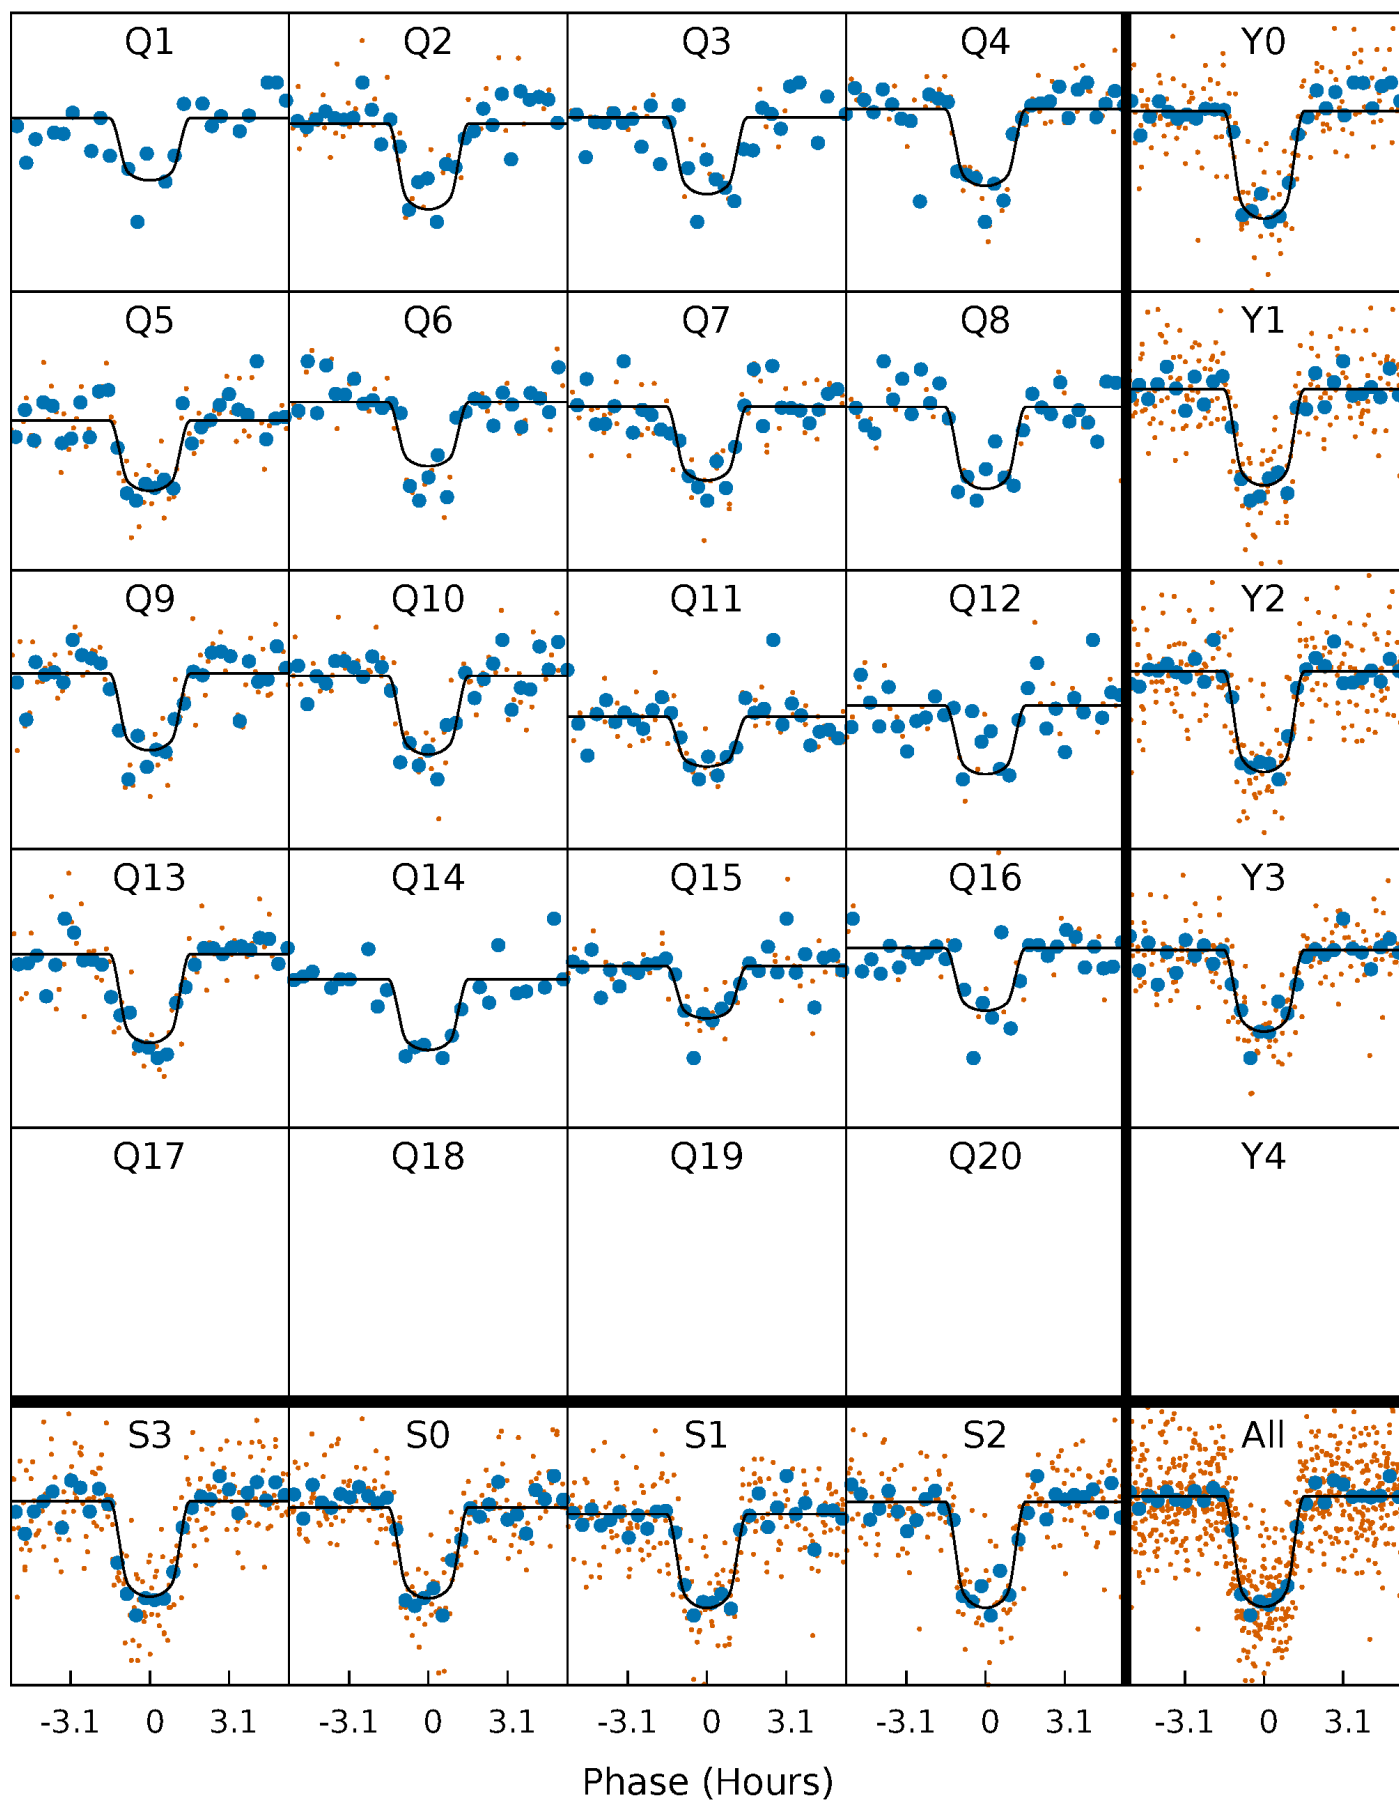 Q1 Q2 Q3 Q4 Y0
Q5 Q6 Q7 Q8 Y1
Q9 Q10 Q11 Q12 Y2
Q13 Q14 Q15 Q16 Y3
Q17 Q18 Q19 Q20 Y4
S3 S0 S1 S2 All
-3.1 0 3.1 -3.1 0 3.1 -3.1 0 3.1 -3.1 0 3.1 -3.1 0 3.1
Phase (Hours)